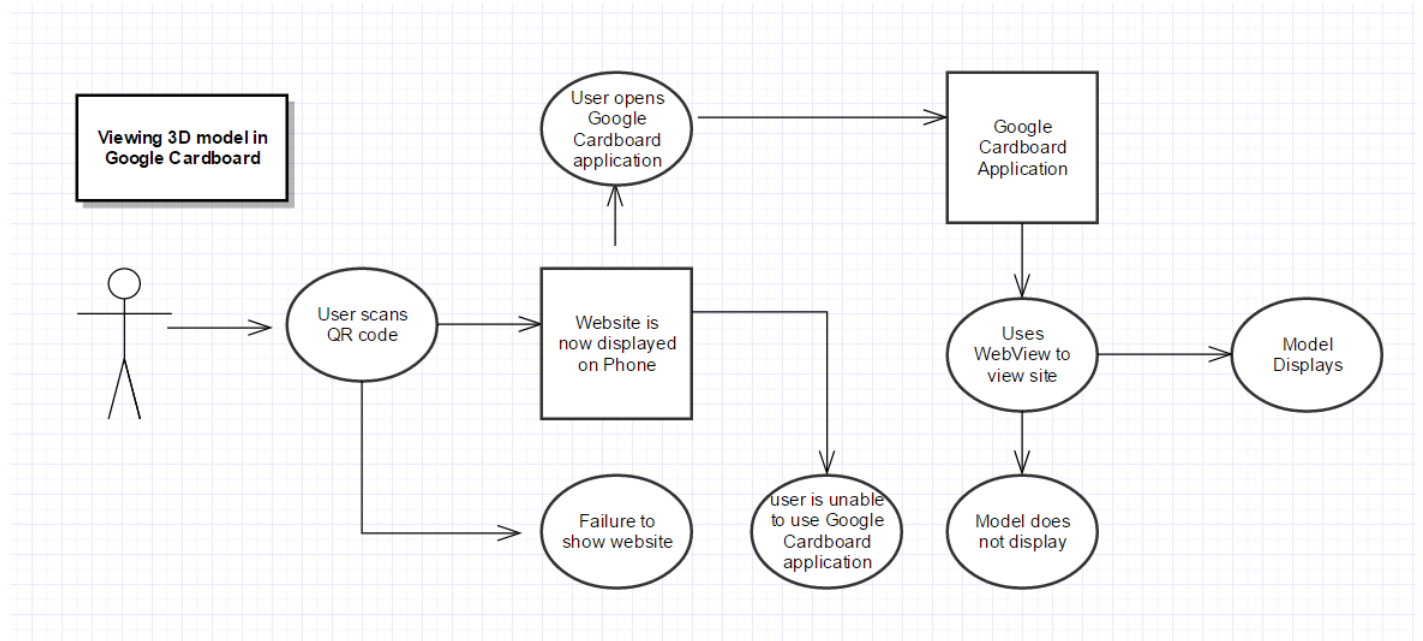 Viewing 3D model in
Google Cardboard
User opens
Google
Cardboard
application
Google
Cardboard
Application
User scans
QR code
Website is
now displayed
on Phone
Uses
WebView to
view site
Model
Displays
Failure to
show website
user is unable
to use Google
Cardboard
application
Model does
not display